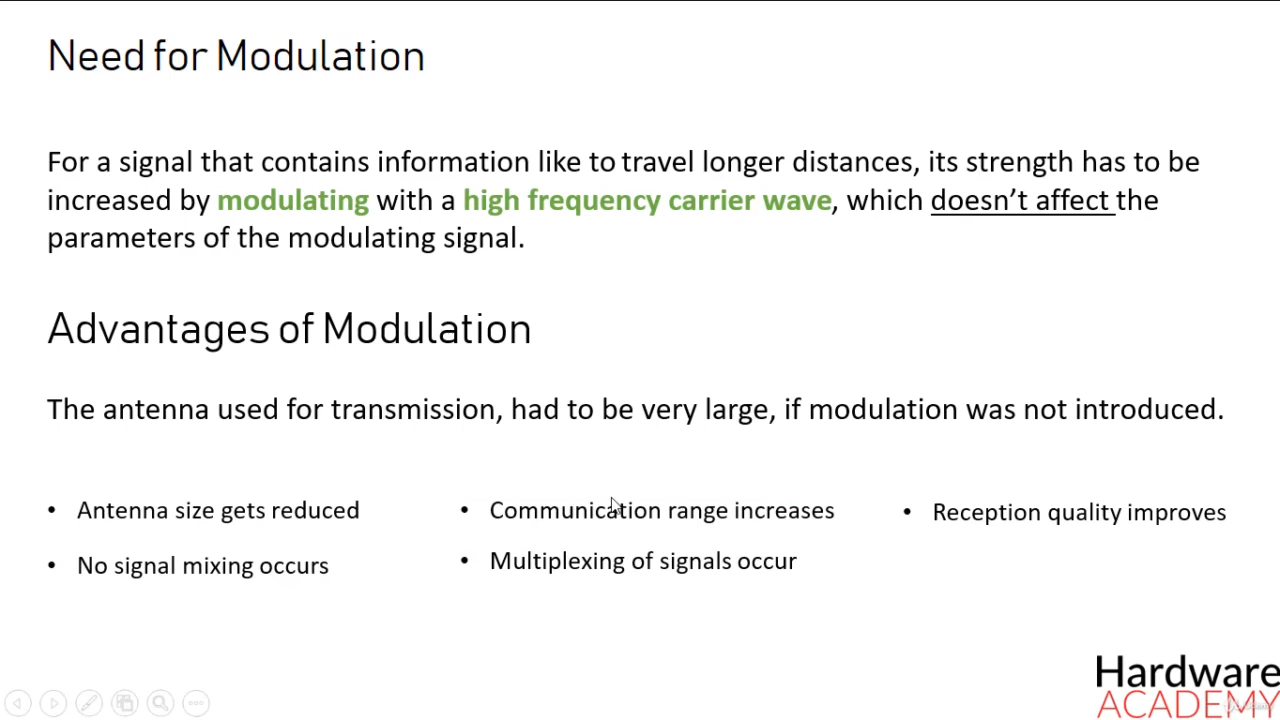 Need for Modulation
For a signal that contains information like to travel longer distances, its strength has to be
increased by modulating with a high frequency carrier wave, which doesn’t affect the
parameters of the modulating signal.
Advantages of Modulation
The antenna used for transmission, had to be very large, if modulation was not introduced.
• Antenna size gets reduced
• Communication range increases
• Reception quality improves
• No signal mixing occurs
• Multiplexing of signals occur
Hardware
ACADEMY